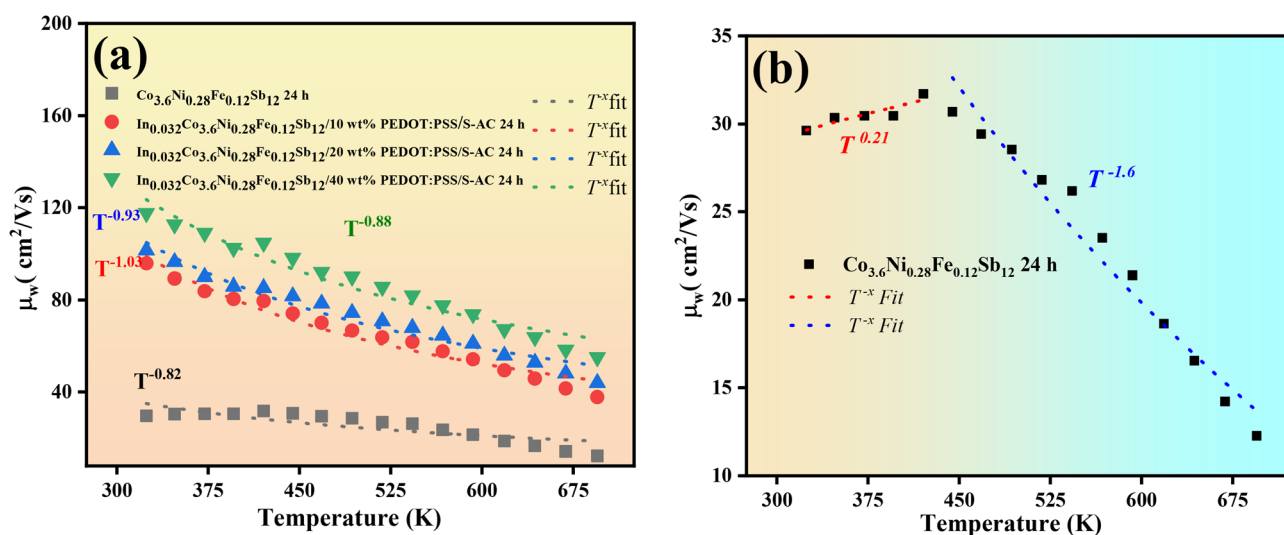 (a)
200
160
120
80
40
μw( cm²/Vs)
Co3.6Ni0.28Fe0.12Sb12 24 h
In0.032Co3.6Ni0.28Fe0.12Sb12/10 wt% PEDOT:PSS/S-AC 24 h
In0.032Co3.6Ni0.28Fe0.12Sb12/20 wt% PEDOT:PSS/S-AC 24 h
In0.032Co3.6Ni0.28Fe0.12Sb12/40 wt% PEDOT:PSS/S-AC 24 h
T-x fit
T-x fit
T-x fit
T-x fit
T-0.93
T-0.88
T-1.03
T-0.82
300 375 450 525 600 675
Temperature (K)
(b)
35
30
25
20
15
10
μw( cm²/Vs)
T 0.21
T -1.6
Co3.6Ni0.28Fe0.12Sb12 24 h
T-x Fit
T-x Fit
300 375 450 525 600 675
Temperature (K)